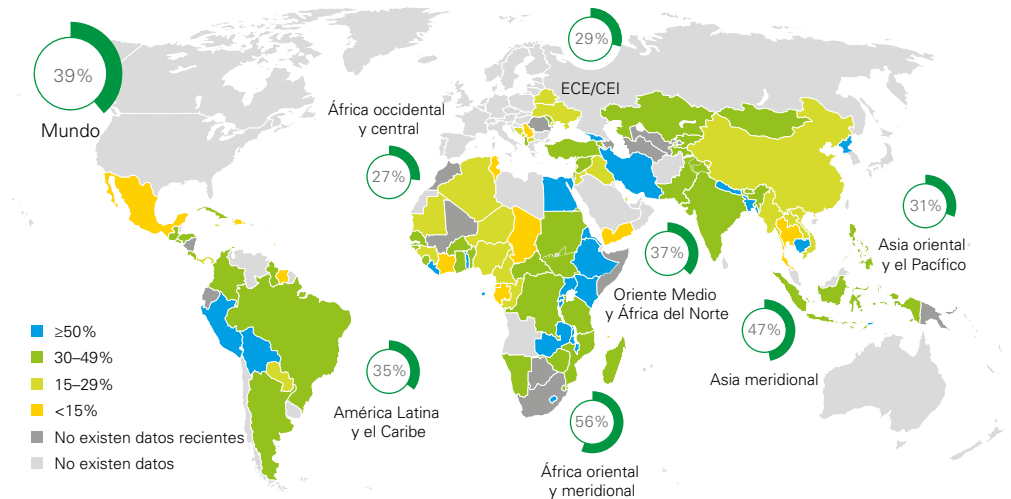 39%
Mundo
29%
ECE/CEI
África occidental
y central
27%
31%
Asia oriental
y el Pacífico
37%
Oriente Medio
y África del Norte
47%
Asia meridional
≥50%
30–49%
15–29%
<15%
No existen datos recientes
No existen datos
35%
América Latina
y el Caribe
56%
África oriental
y meridional